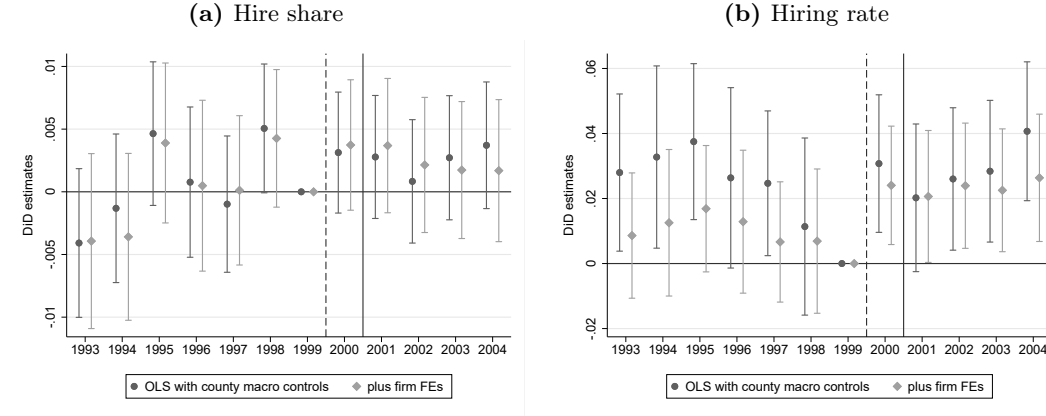 (a) Hire share
(b) Hiring rate
DiD estimates
.01
.005
0
-.005
-.01
1993 1994 1995 1996 1997 1998 1999 2000 2001 2002 2003 2004
OLS with county macro controls plus firm FEs
DiD estimates
.06
.04
.02
0
-.02
1993 1994 1995 1996 1997 1998 1999 2000 2001 2002 2003 2004
OLS with county macro controls plus firm FEs